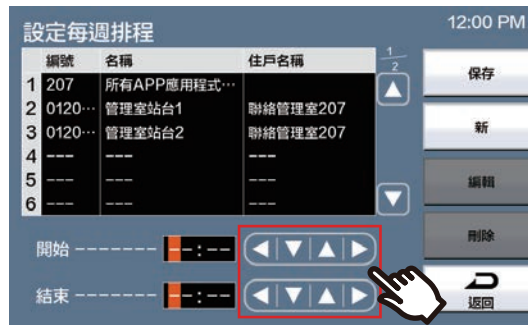 設定每週排程
12:00 PM
編號 名稱 住戶名稱 1/2
1 207 所有APP應用程式…
2 0120… 管理室站台1 聯絡管理室207
3 0120… 管理室站台2 聯絡管理室207
4 --- --- ---
5 --- --- ---
6 --- --- ---
保存
新
編輯
刪除
返回
開始 ------- --:--
結束 ------- --:--